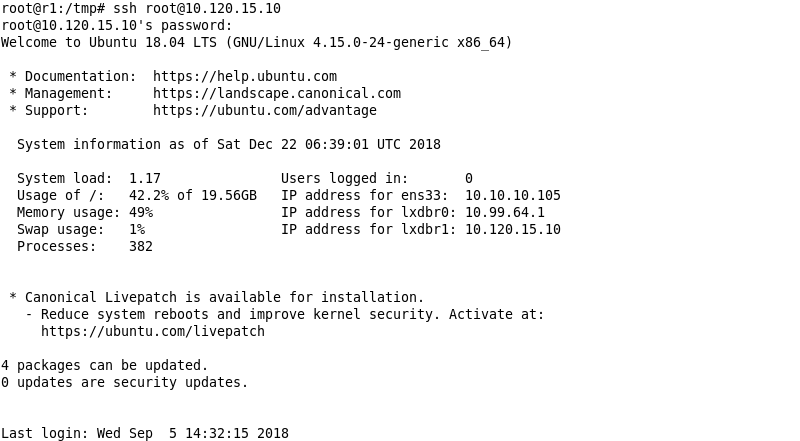 root@r1:/tmp# ssh root@10.120.15.10
root@10.120.15.10's password:
Welcome to Ubuntu 18.04 LTS (GNU/Linux 4.15.0-24-generic x86_64)
* Documentation:  https://help.ubuntu.com
* Management:     https://landscape.canonical.com
* Support:        https://ubuntu.com/advantage
System information as of Sat Dec 22 06:39:01 UTC 2018
System load:  1.17               Users logged in:       0
Usage of /:   42.2% of 19.56GB   IP address for ens33:  10.10.10.105
Memory usage: 49%                IP address for lxdbr0: 10.99.64.1
Swap usage:   1%                 IP address for lxdbr1: 10.120.15.10
Processes:    382
* Canonical Livepatch is available for installation.
- Reduce system reboots and improve kernel security. Activate at:
https://ubuntu.com/livepatch
4 packages can be updated.
0 updates are security updates.
Last login: Wed Sep  5 14:32:15 2018